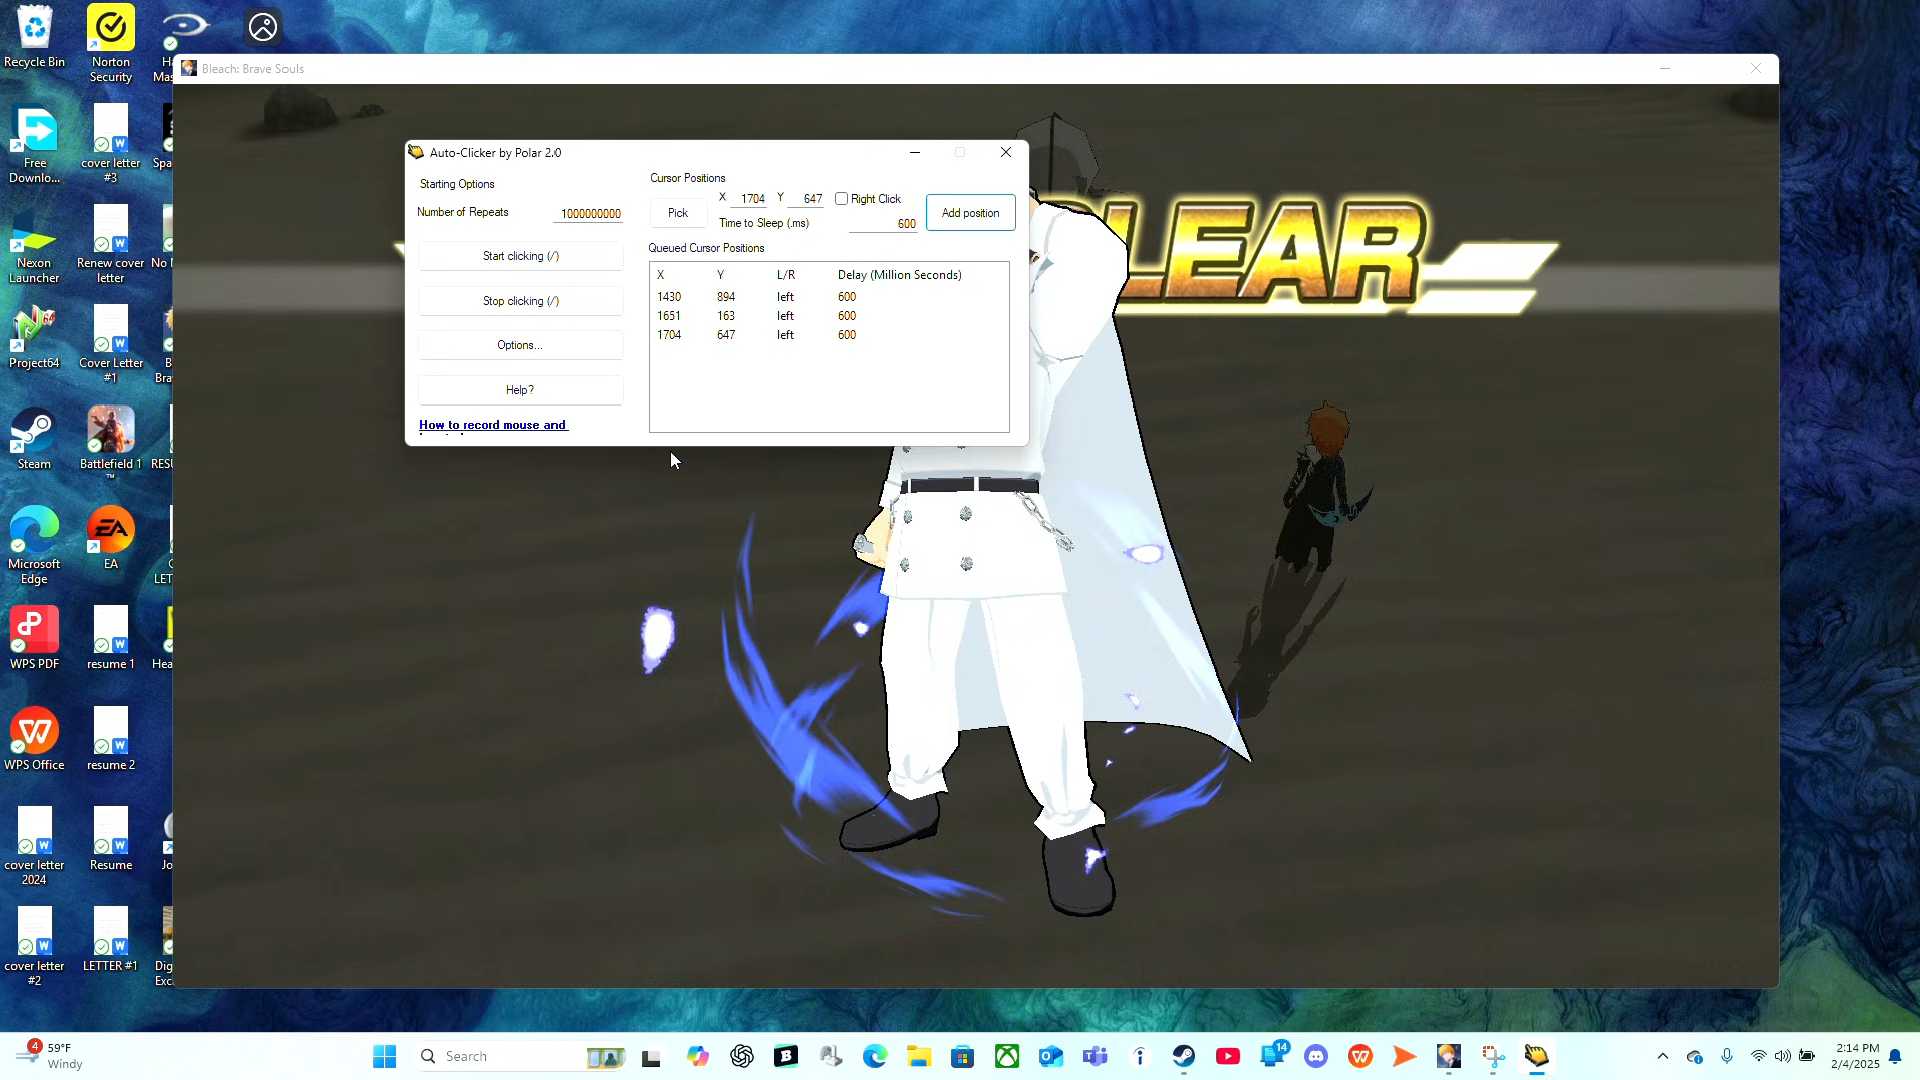 Recycle Bin
Norton
Security
Bleach: Brave Souls
Free
Downlo...
cover letter
#3
Nexon
Launcher
Renew cover
letter
Project64
Cover Letter
#1
Steam
Battlefield 1
™
Microsoft
Edge
EA
WPS PDF
resume 1
WPS Office
resume 2
cover letter
2024
Resume
cover letter
#2
LETTER #1
Auto-Clicker by Polar 2.0
Starting Options
Number of Repeats
1000000000
Start clicking (/`)
Stop clicking (/`)
Options...
Help?
How to record mouse and
Cursor Positions
Pick
X 1704 Y 647
Right Click
Time to Sleep (.ms) 600
Add position
Queued Cursor Positions
X Y L/R Delay (Million Seconds)
1430 894 left 600
1651 163 left 600
1704 647 left 600
CLEAR
4
59°F
Windy
Search
14
2:14 PM
2/4/2025